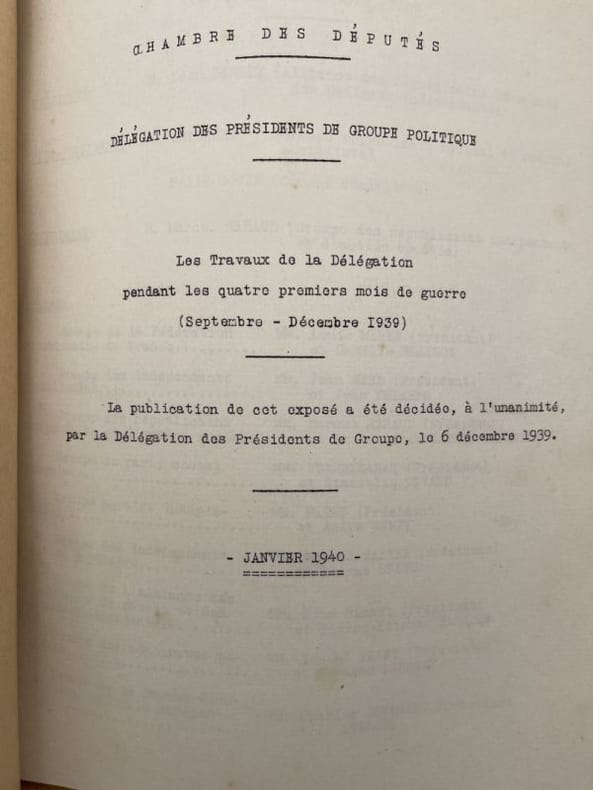 CHAMBRE DES DÉPUTÉS
DÉLÉGATION DES PRÉSIDENTS DE GROUPE POLITIQUE
Les Travaux de la Délégation
pendant les quatre premiers mois de guerre
(Septembre - Décembre 1939)
La publication de cet exposé a été décidée, à l'unanimité,
par la Délégation des Présidents de Groupe, le 6 décembre 1939.
- JANVIER 1940 -
============